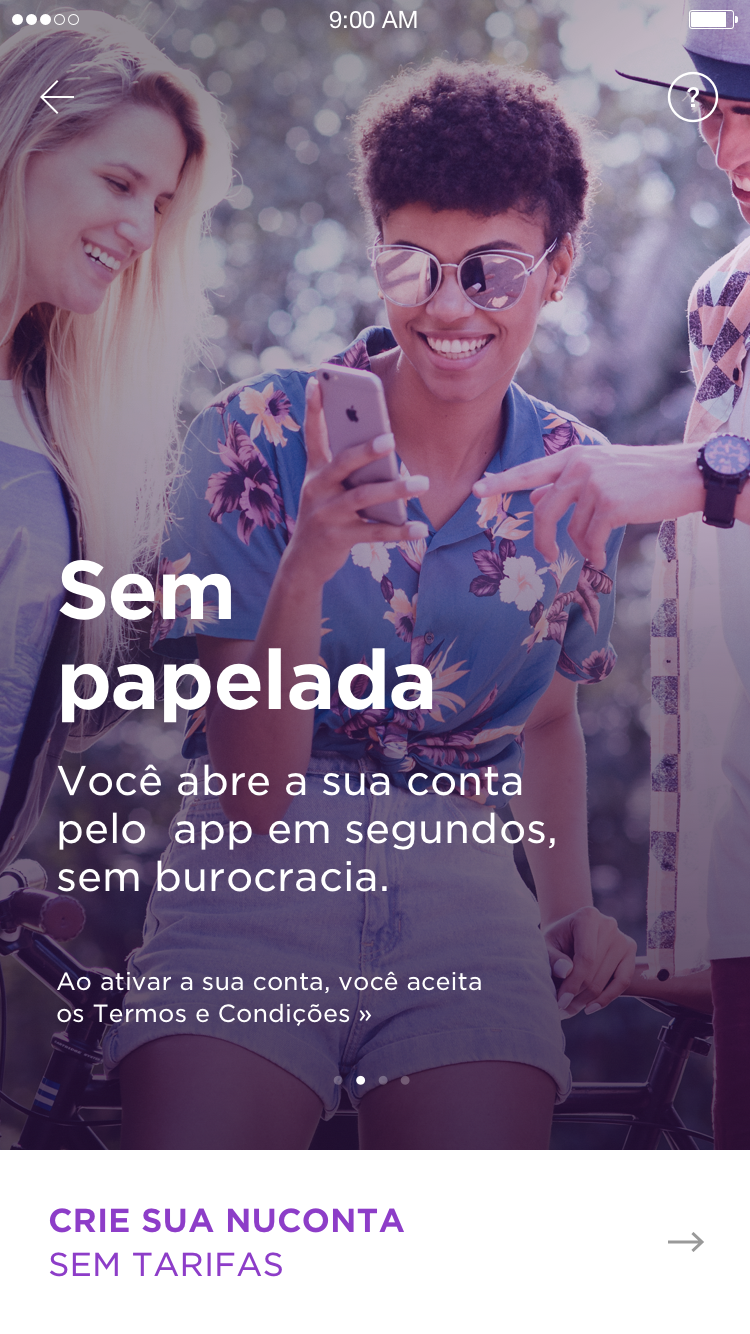 9:00 AM
?
Sem
papelada
Você abre a sua conta
pelo  app em segundos,
sem burocracia.
Ao ativar a sua conta, você aceita
os Termos e Condições »
CRIE SUA NUCONTA
SEM TARIFAS